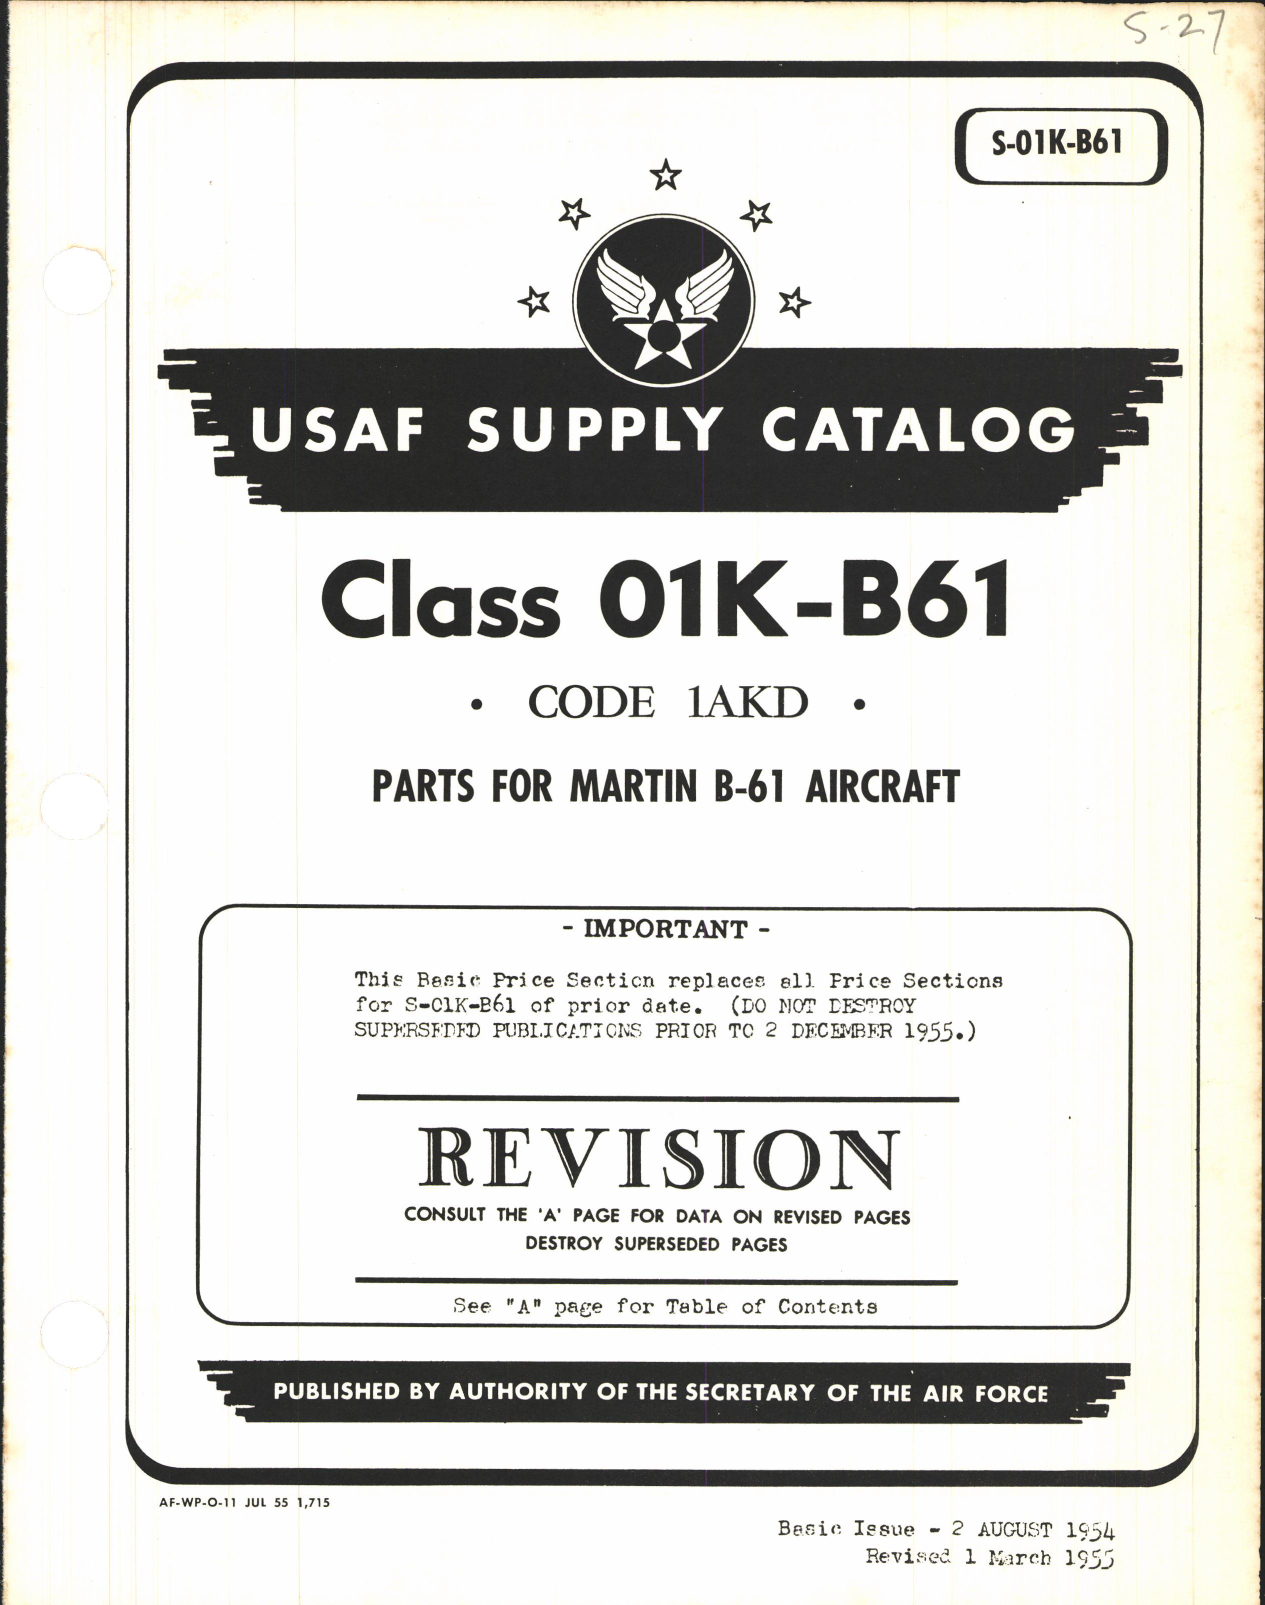 S-27
S-01K-B61
USAF SUPPLY CATALOG
Class 01K-B61
• CODE 1AKD •
PARTS FOR MARTIN B-61 AIRCRAFT
- IMPORTANT -
This Basic Price Section replaces all Price Sections
for S-01K-B61 of prior date. (DO NOT DESTROY
SUPERSEDED PUBLICATIONS PRIOR TO 2 DECEMBER 1955.)
REVISION
CONSULT THE 'A' PAGE FOR DATA ON REVISED PAGES
DESTROY SUPERSEDED PAGES
See "A" page for Table of Contents
PUBLISHED BY AUTHORITY OF THE SECRETARY OF THE AIR FORCE
AF-WP-O-11 JUL 55 1,715
Basic Issue - 2 AUGUST 1954
Revised 1 March 1955